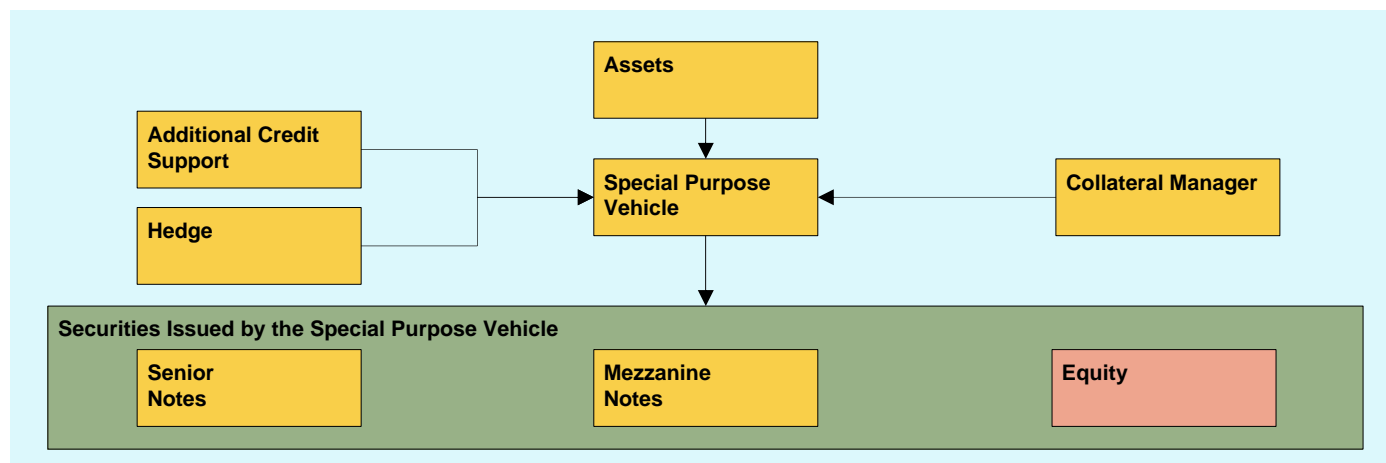 Assets
Additional Credit
Support
Special Purpose
Vehicle
Collateral Manager
Hedge
Securities Issued by the Special Purpose Vehicle
Senior
Notes
Mezzanine
Notes
Equity